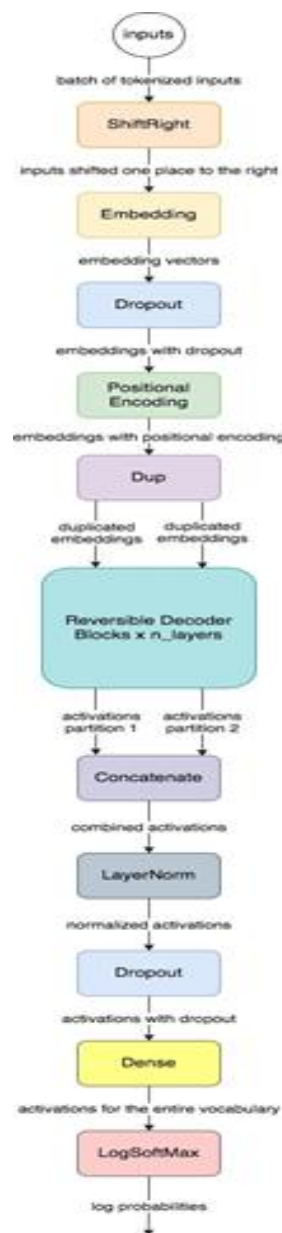 inputs
batch of tokenized inputs
ShiftRight
inputs shifted one place to the right
Embedding
embedding vectors
Dropout
embeddings with dropout
Positional
Encoding
embeddings with positional encoding
Dup
duplicated duplicated
embeddings embeddings
Reversible Decoder
Blocks x n_layers
activations activations
partition 1 partition 2
Concatenate
combined activations
LayerNorm
normalized activations
Dropout
activations with dropout
Dense
activations for the entire vocabulary
LogSoftMax
log probabilities